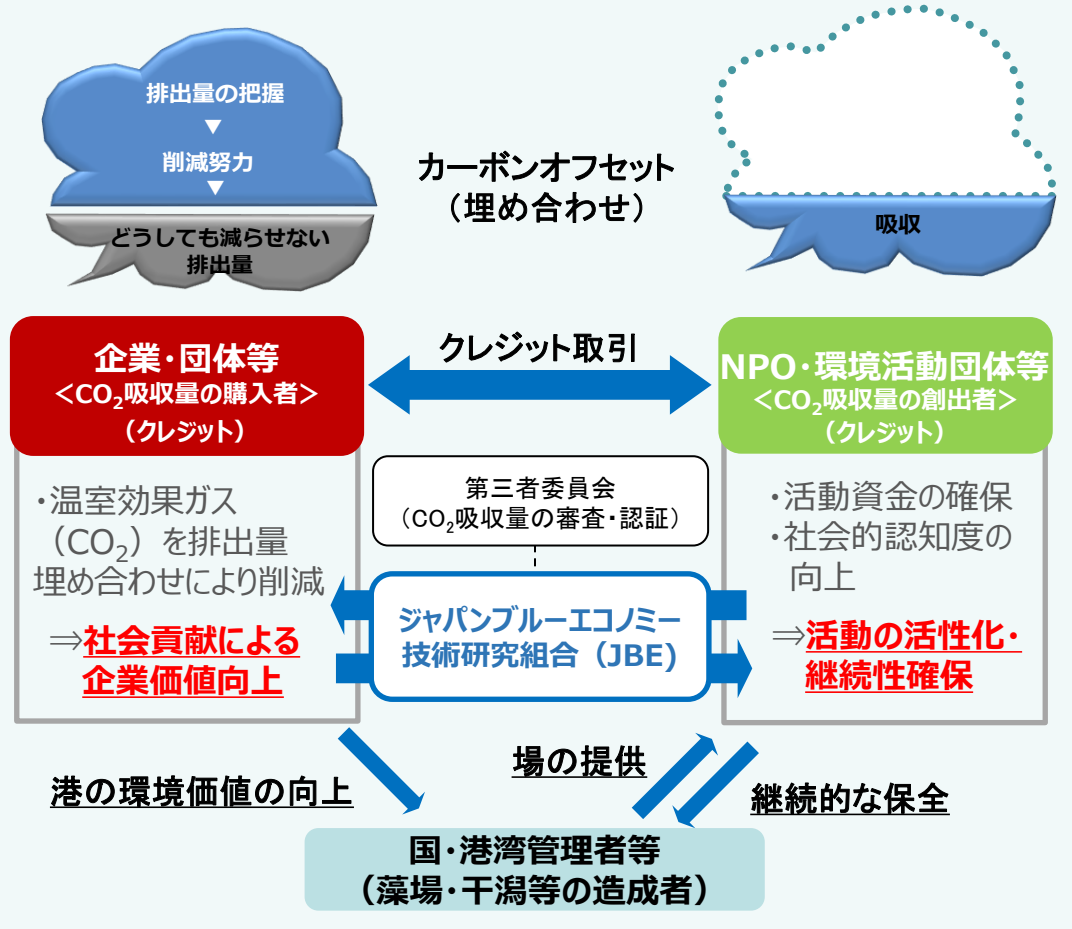 排出量の把握
▼
削減努力
▼
どうしても減らせない
排出量
カーボンオフセット
（埋め合わせ）
吸収
企業・団体等
＜CO₂吸収量の購入者＞
（クレジット）
クレジット取引
NPO・環境活動団体等
＜CO₂吸収量の創出者＞
（クレジット）
・温室効果ガス
（CO₂）を排出量
埋め合わせにより削減
⇒社会貢献による
企業価値向上
第三者委員会
（CO₂吸収量の審査・認証）
ジャパンブルーエコノミー
技術研究組合（JBE)
・活動資金の確保
・社会的認知度の
向上
⇒活動の活性化・
継続性確保
港の環境価値の向上
場の提供
継続的な保全
国・港湾管理者等
（藻場・干潟等の造成者）